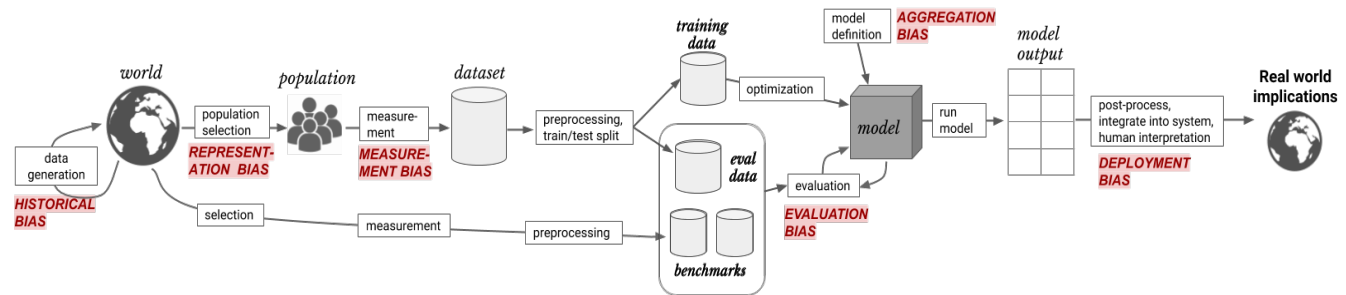 world
data
generation
HISTORICAL
BIAS
population
selection
REPRESENT-
ATION BIAS
population
measure-
ment
MEASURE-
MENT BIAS
dataset
preprocessing,
train/test split
training
data
optimization
model
definition
AGGREGATION
BIAS
model
run
model
model
output
post-process,
integrate into system,
human interpretation
DEPLOYMENT
BIAS
Real world
implications
selection
measurement
preprocessing
eval
data
benchmarks
evaluation
EVALUATION
BIAS